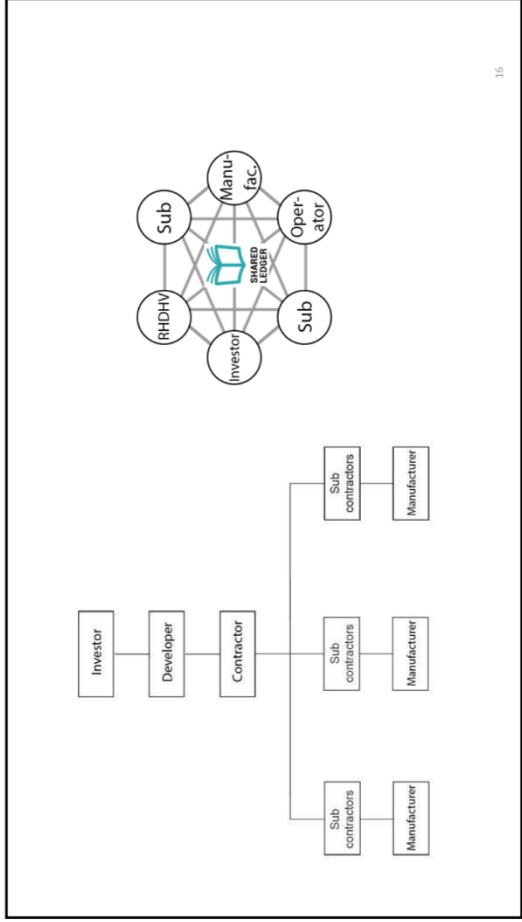 Investor
Developer
Contractor
Sub
contractors
Sub
contractors
Sub
contractors
Manufacturer
Manufacturer
Manufacturer
RHDHV
Sub
Investor
SHARED
LEDGER
Manu-
fac.
Sub
Oper-
ator
16